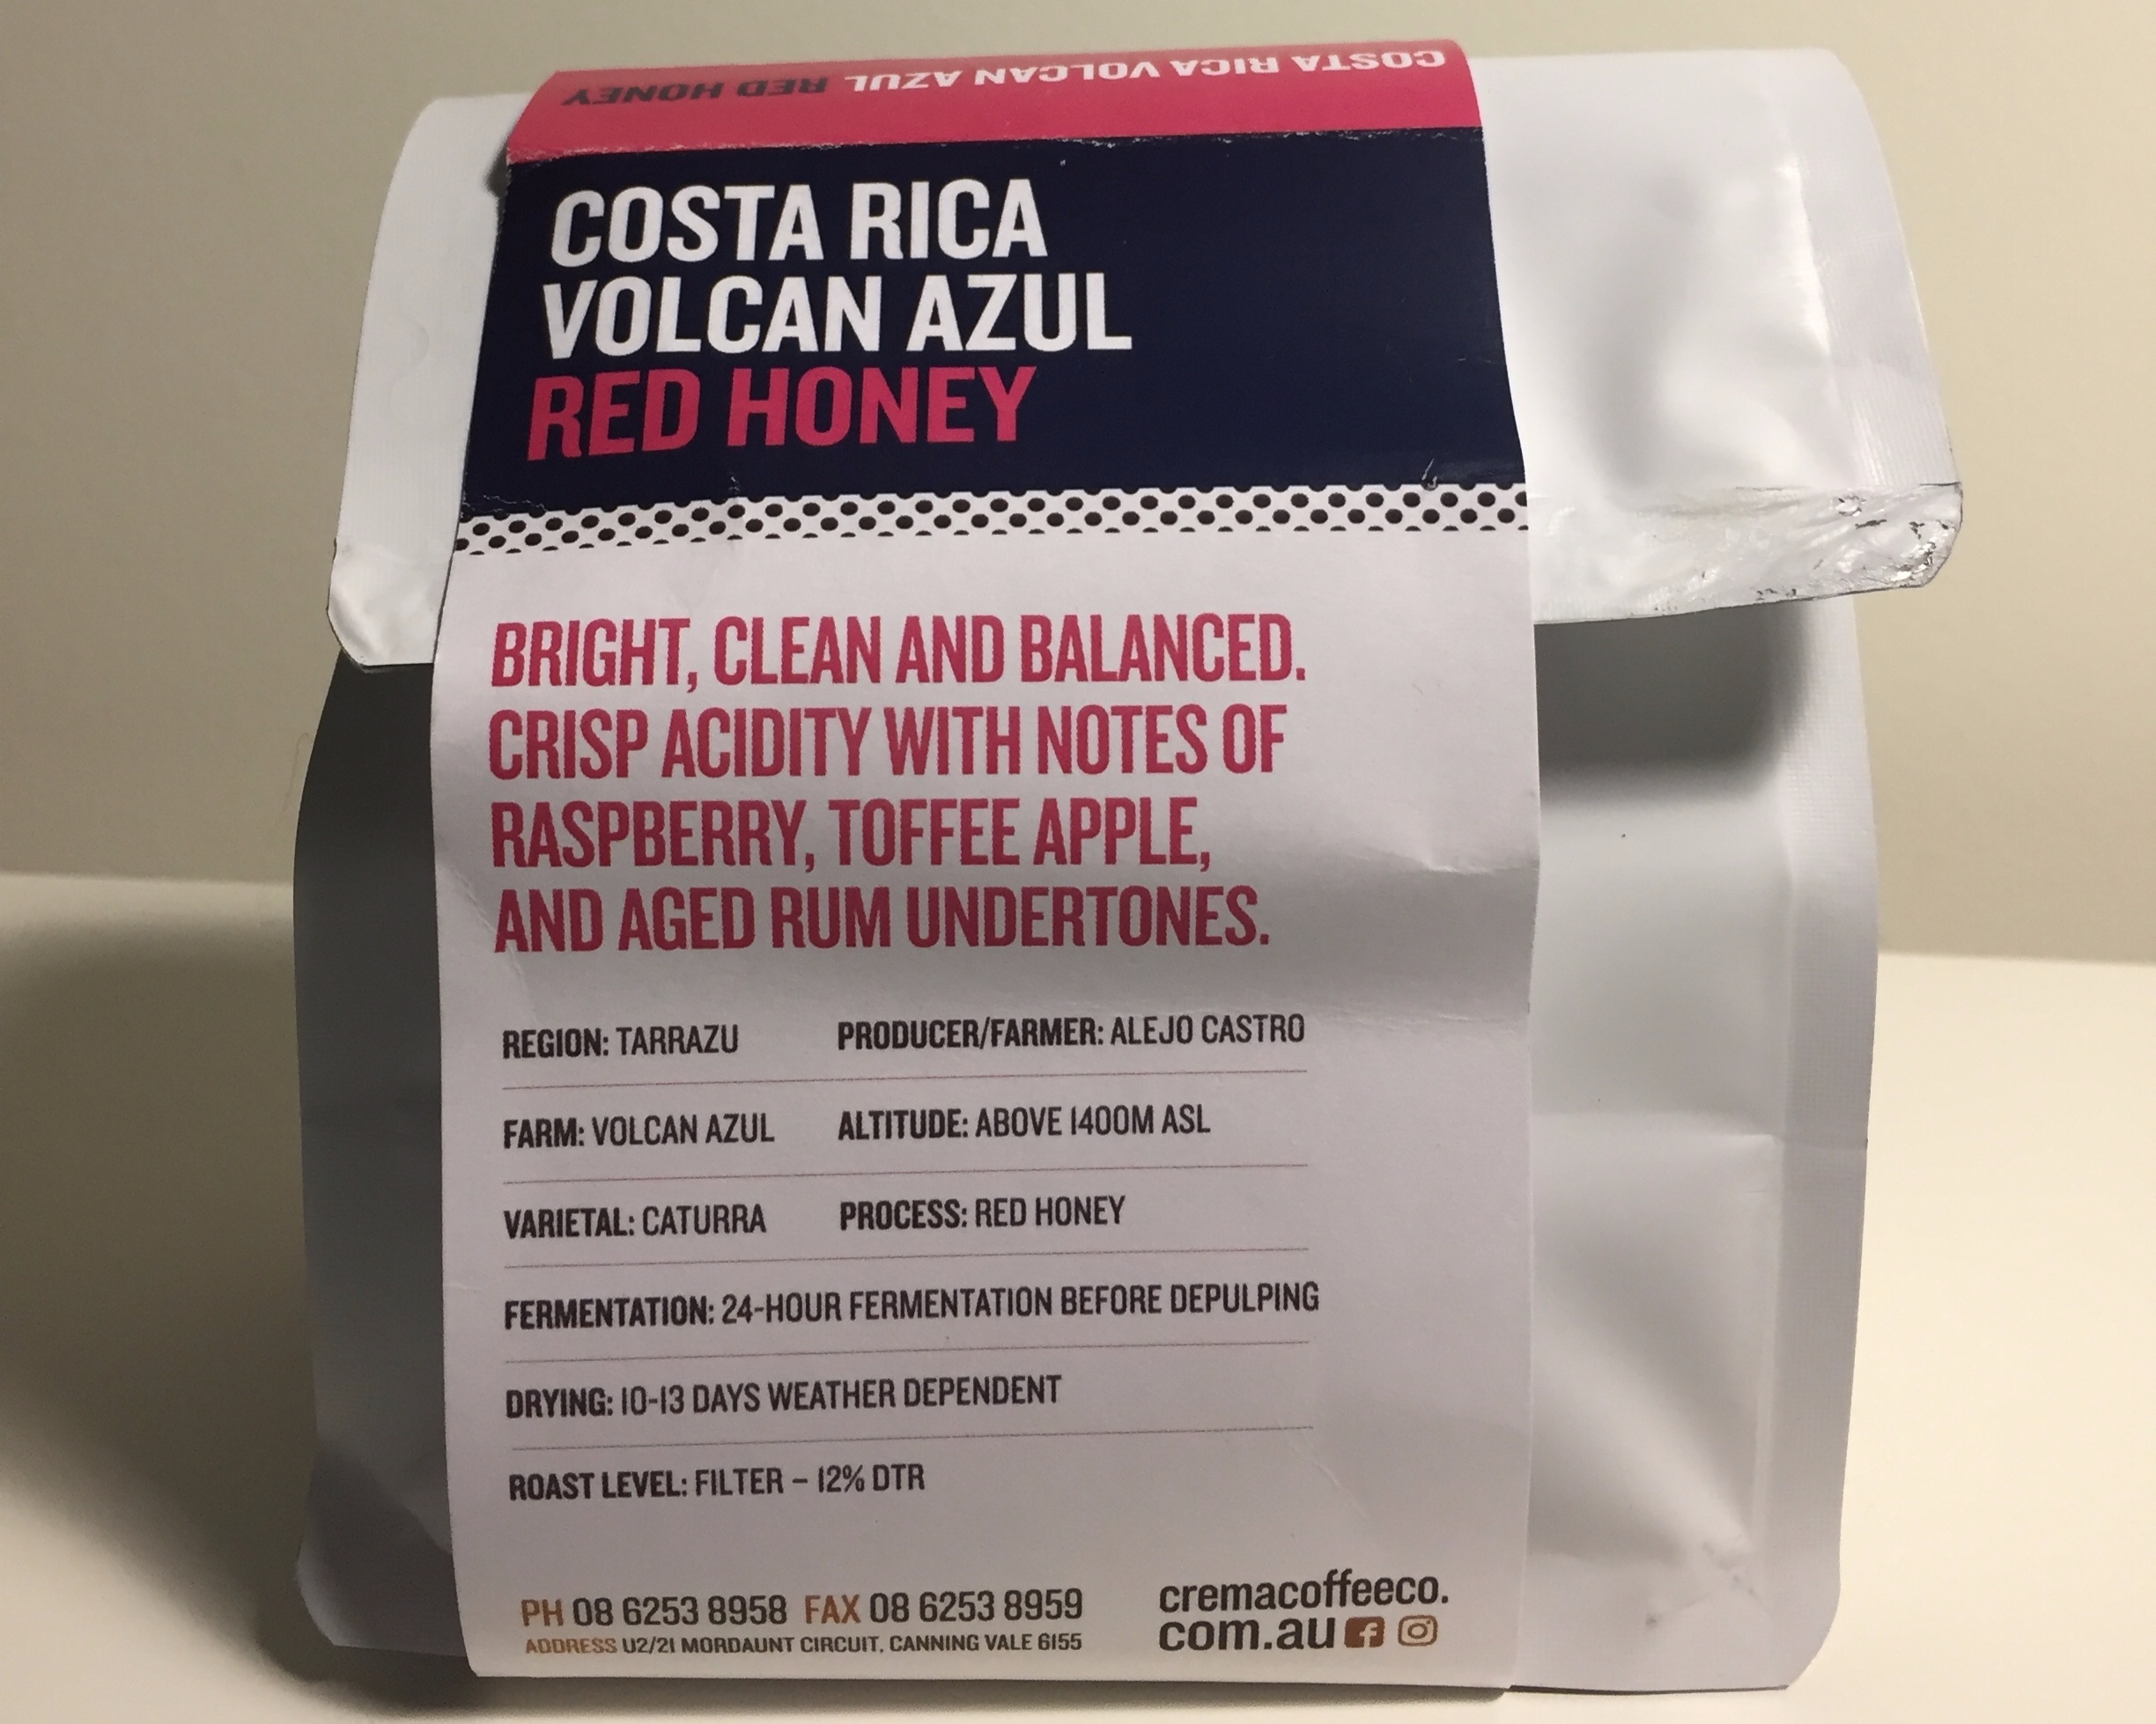 COSTA RICA VOLCAN AZUL RED HONEY
COSTA RICA
VOLCAN AZUL
RED HONEY
BRIGHT, CLEAN AND BALANCED.
CRISP ACIDITY WITH NOTES OF
RASPBERRY, TOFFEE APPLE,
AND AGED RUM UNDERTONES.
REGION: TARRAZU PRODUCER/FARMER: ALEJO CASTRO
FARM: VOLCAN AZUL ALTITUDE: ABOVE 1400M ASL
VARIETAL: CATURRA PROCESS: RED HONEY
FERMENTATION: 24-HOUR FERMENTATION BEFORE DEPULPING
DRYING: 10-13 DAYS WEATHER DEPENDENT
ROAST LEVEL: FILTER – 12% DTR
PH 08 6253 8958 FAX 08 6253 8959
ADDRESS U2/21 MORDAUNT CIRCUIT, CANNING VALE 6155
cremacoffeeco.
com.au